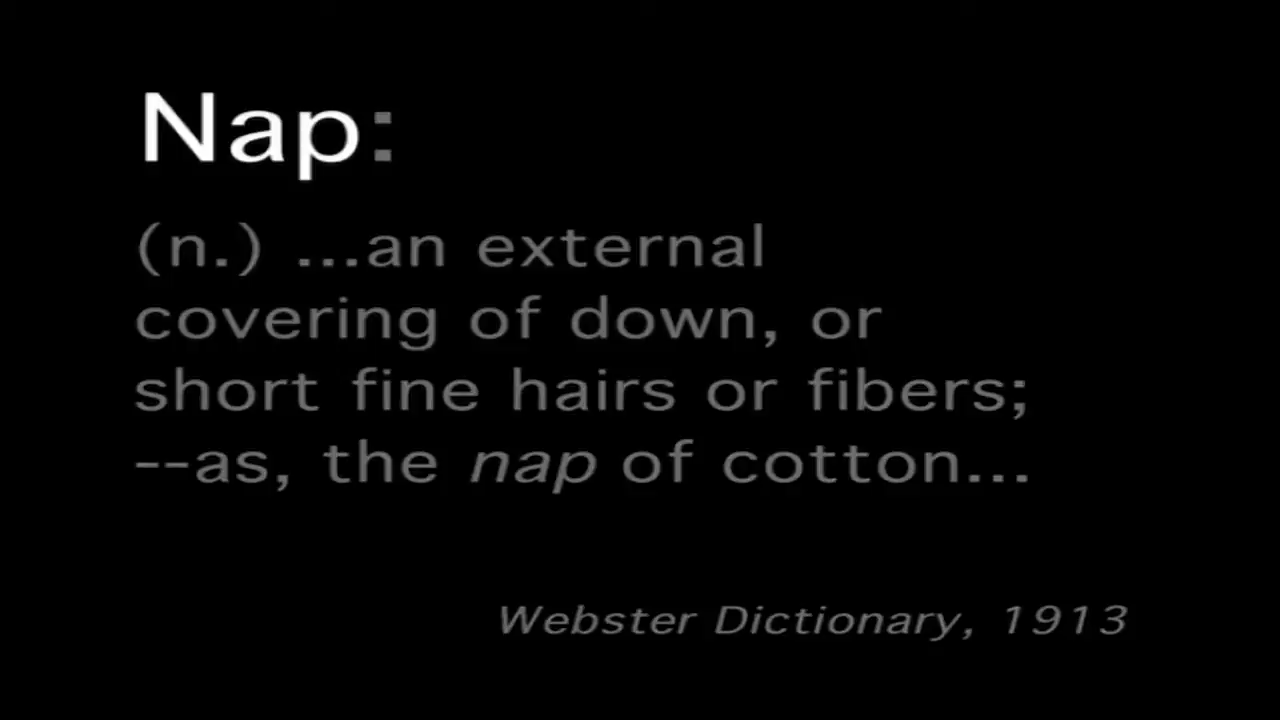 Nap:
(n.) ...an external
covering of down, or
short fine hairs or fibers;
--as, the nap of cotton...
Webster Dictionary, 1913